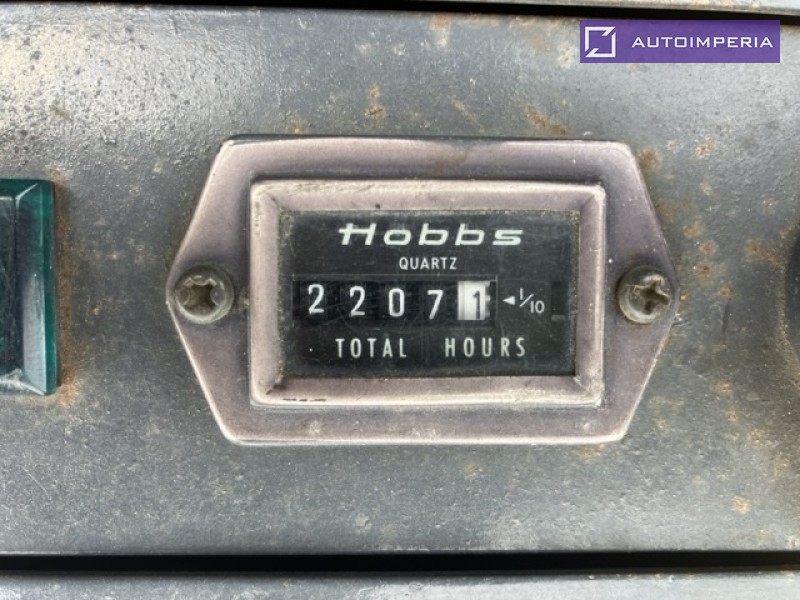 AUTOIMPERIA
Hobbs
QUARTZ
22071 ◄1/10
TOTAL HOURS